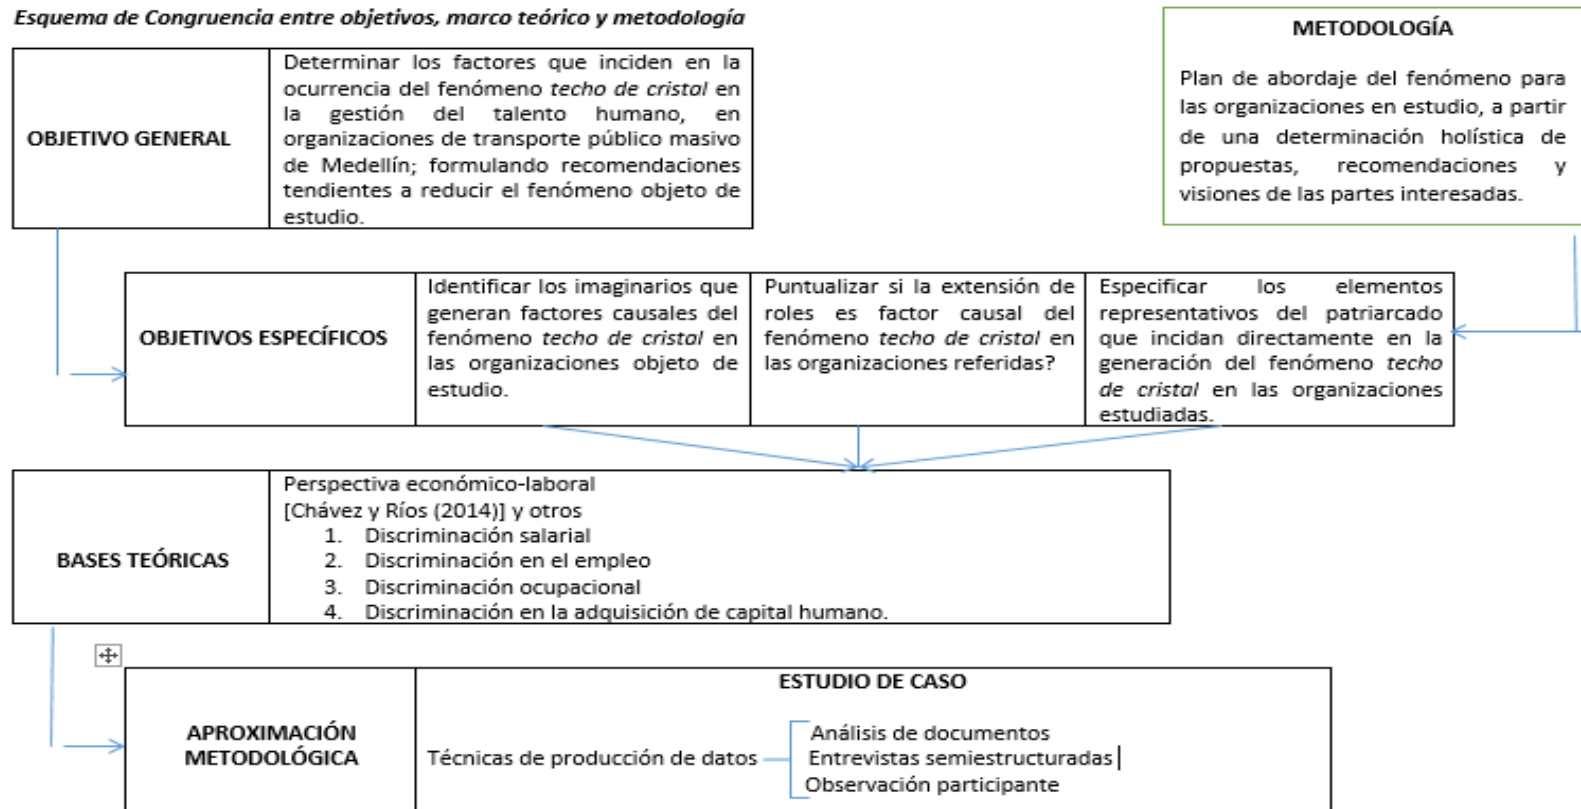 Esquema de Congruencia entre objetivos, marco teórico y metodología
OBJETIVO GENERAL
Determinar los factores que inciden en la
ocurrencia del fenómeno techo de cristal en
la gestión del talento humano, en
organizaciones de transporte público masivo
de Medellín; formulando recomendaciones
tendientes a reducir el fenómeno objeto de
estudio.
METODOLOGÍA
Plan de abordaje del fenómeno para
las organizaciones en estudio, a partir
de una determinación holística de
propuestas, recomendaciones y
visiones de las partes interesadas.
OBJETIVOS ESPECÍFICOS
Identificar los imaginarios que
generan factores causales del
fenómeno techo de cristal en
las organizaciones objeto de
estudio.
Puntualizar si la extensión de
roles es factor causal del
fenómeno techo de cristal en
las organizaciones referidas?
Especificar los elementos
representativos del patriarcado
que incidan directamente en la
generación del fenómeno techo
de cristal en las organizaciones
estudiadas.
BASES TEÓRICAS
Perspectiva económico-laboral
[Chávez y Ríos (2014)] y otros
1. Discriminación salarial
2. Discriminación en el empleo
3. Discriminación ocupacional
4. Discriminación en la adquisición de capital humano.
APROXIMACIÓN
METODOLÓGICA
ESTUDIO DE CASO
Técnicas de producción de datos
Análisis de documentos
Entrevistas semiestructuradas
Observación participante